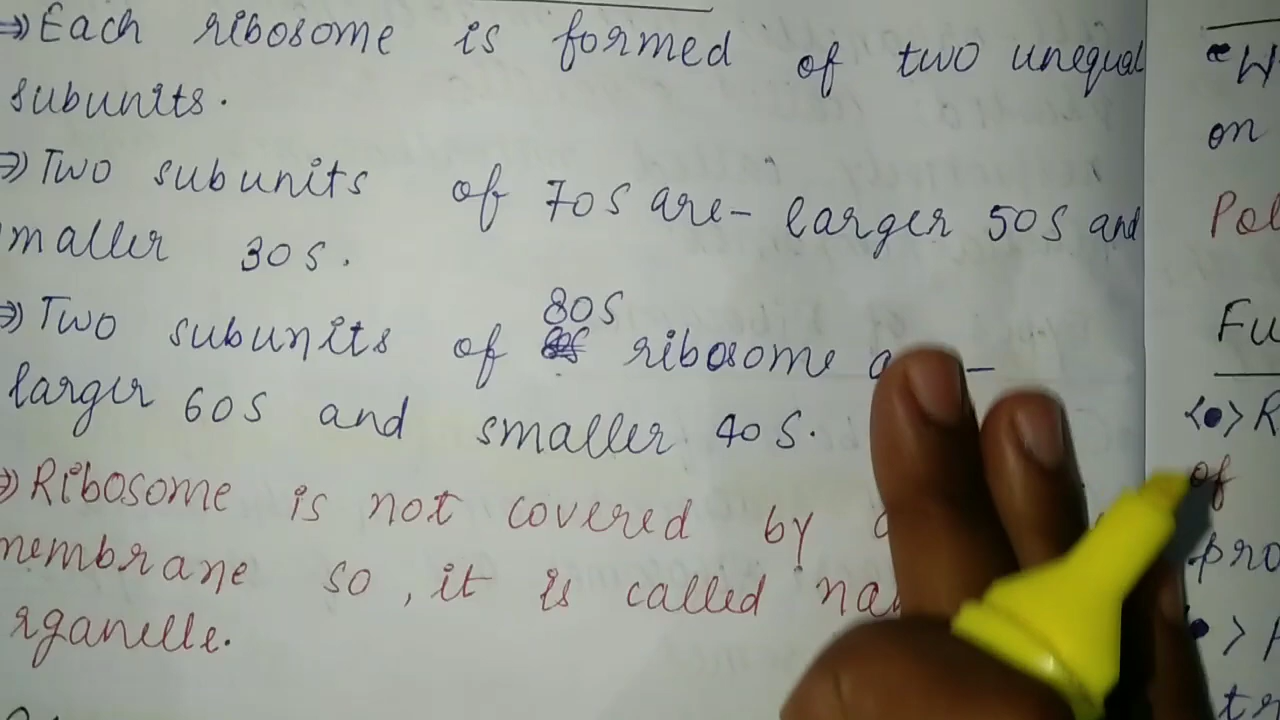 ⇒ Each ribosome is formed of two unequal
subunits.
⇒ Two subunits of 70S are- larger 50S and
maller 30S.
80S
⇒ Two subunits of ribosome –
larger 60S and smaller 40S.
⇒ Ribosome is not covered by
membrane so, it is called
rganelle.
on
Pol
Fu
<•> R
of
pro
•>